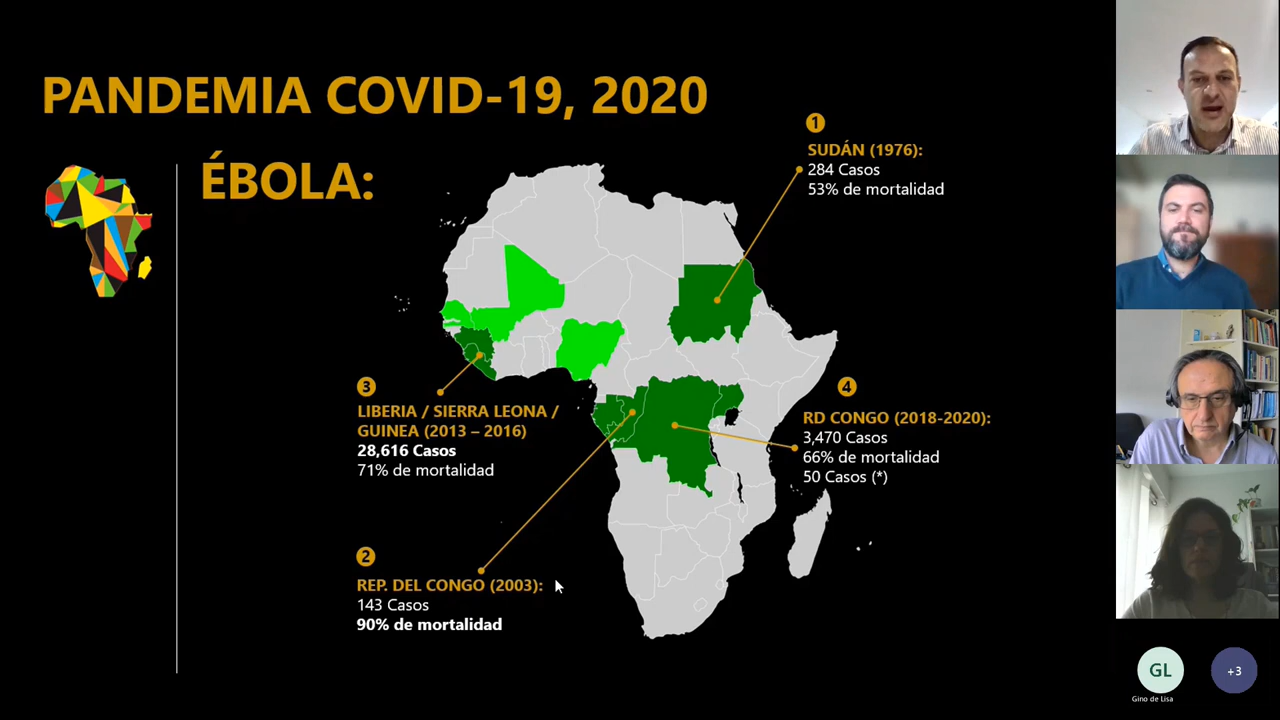 PANDEMIA COVID-19, 2020
ÉBOLA:
1
SUDÁN (1976):
284 Casos
53% de mortalidad
3
LIBERIA / SIERRA LEONA /
GUINEA (2013 – 2016)
28,616 Casos
71% de mortalidad
4
RD CONGO (2018-2020):
3,470 Casos
66% de mortalidad
50 Casos (*)
2
REP. DEL CONGO (2003):
143 Casos
90% de mortalidad
GL
Gino de Lisa
+3